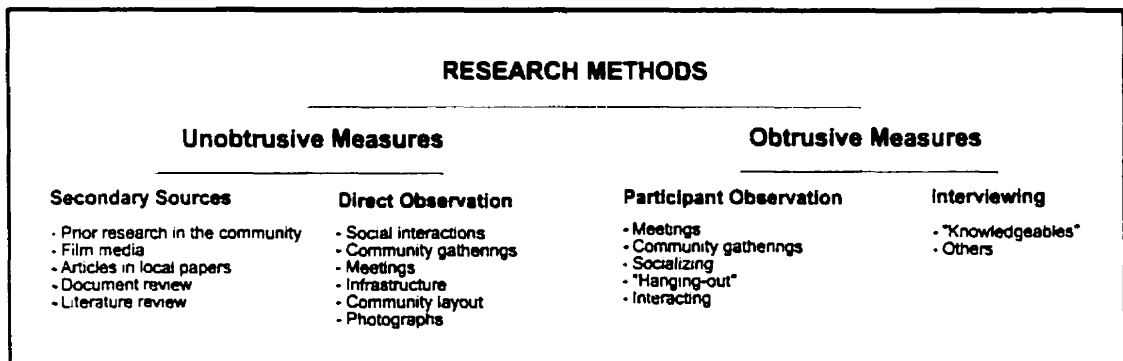 RESEARCH METHODS
Unobtrusive Measures
Obtrusive Measures
Secondary Sources
- Prior research in the community
- Film media
- Articles in local papers
- Document review
- Literature review
Direct Observation
- Social interactions
- Community gatherings
- Meetings
- Infrastructure
- Community layout
- Photographs
Participant Observation
- Meetings
- Community gatherings
- Socializing
- "Hanging-out"
- Interacting
Interviewing
- "Knowledgeables"
- Others